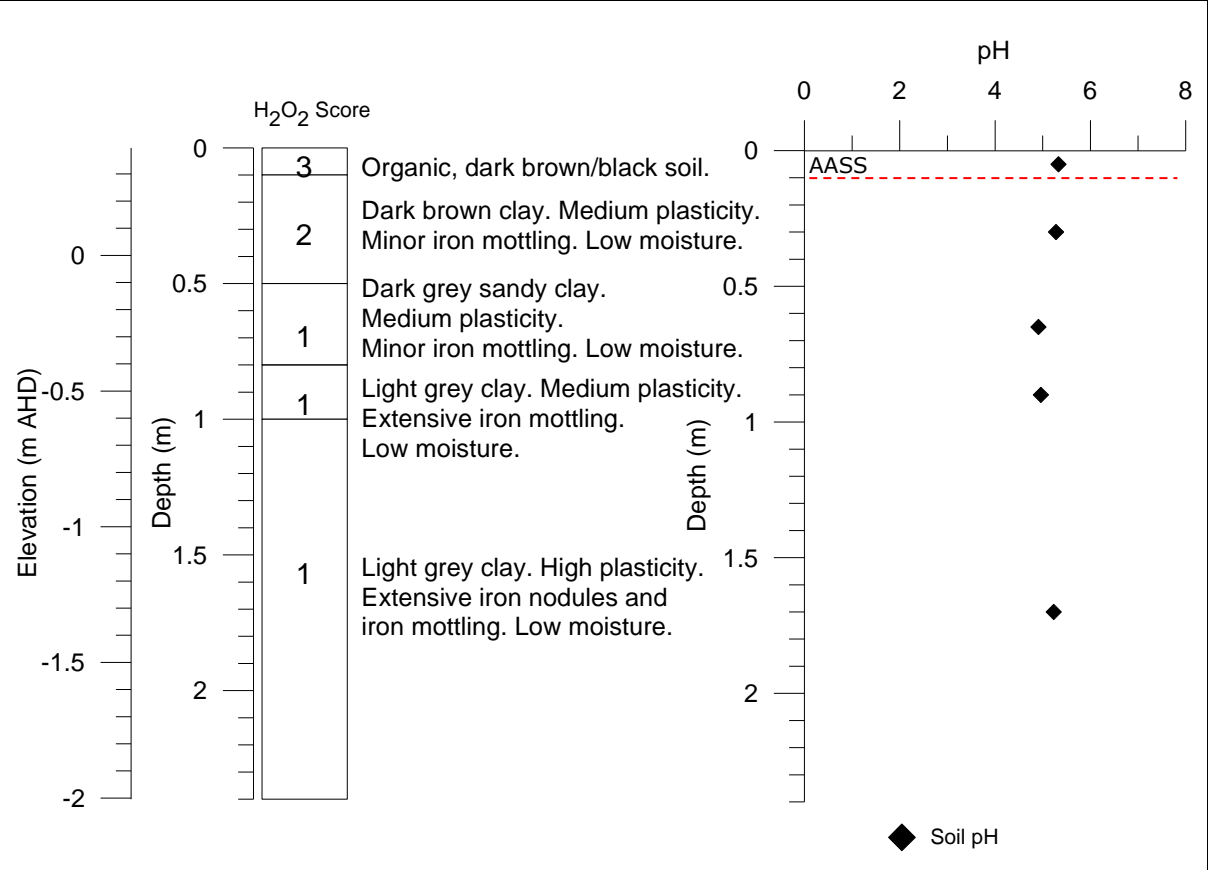 H2O2 Score
Elevation (m AHD)
0
-0.5
-1
-1.5
-2
Depth (m)
0
0.5
1
1.5
2
3
2
1
1
1
Organic, dark brown/black soil.
Dark brown clay. Medium plasticity.
Minor iron mottling. Low moisture.
Dark grey sandy clay.
Medium plasticity.
Minor iron mottling. Low moisture.
Light grey clay. Medium plasticity.
Extensive iron mottling.
Low moisture.
Light grey clay. High plasticity.
Extensive iron nodules and
iron mottling. Low moisture.
pH
0 2 4 6 8
Depth (m)
0
0.5
1
1.5
2
AASS
Soil pH